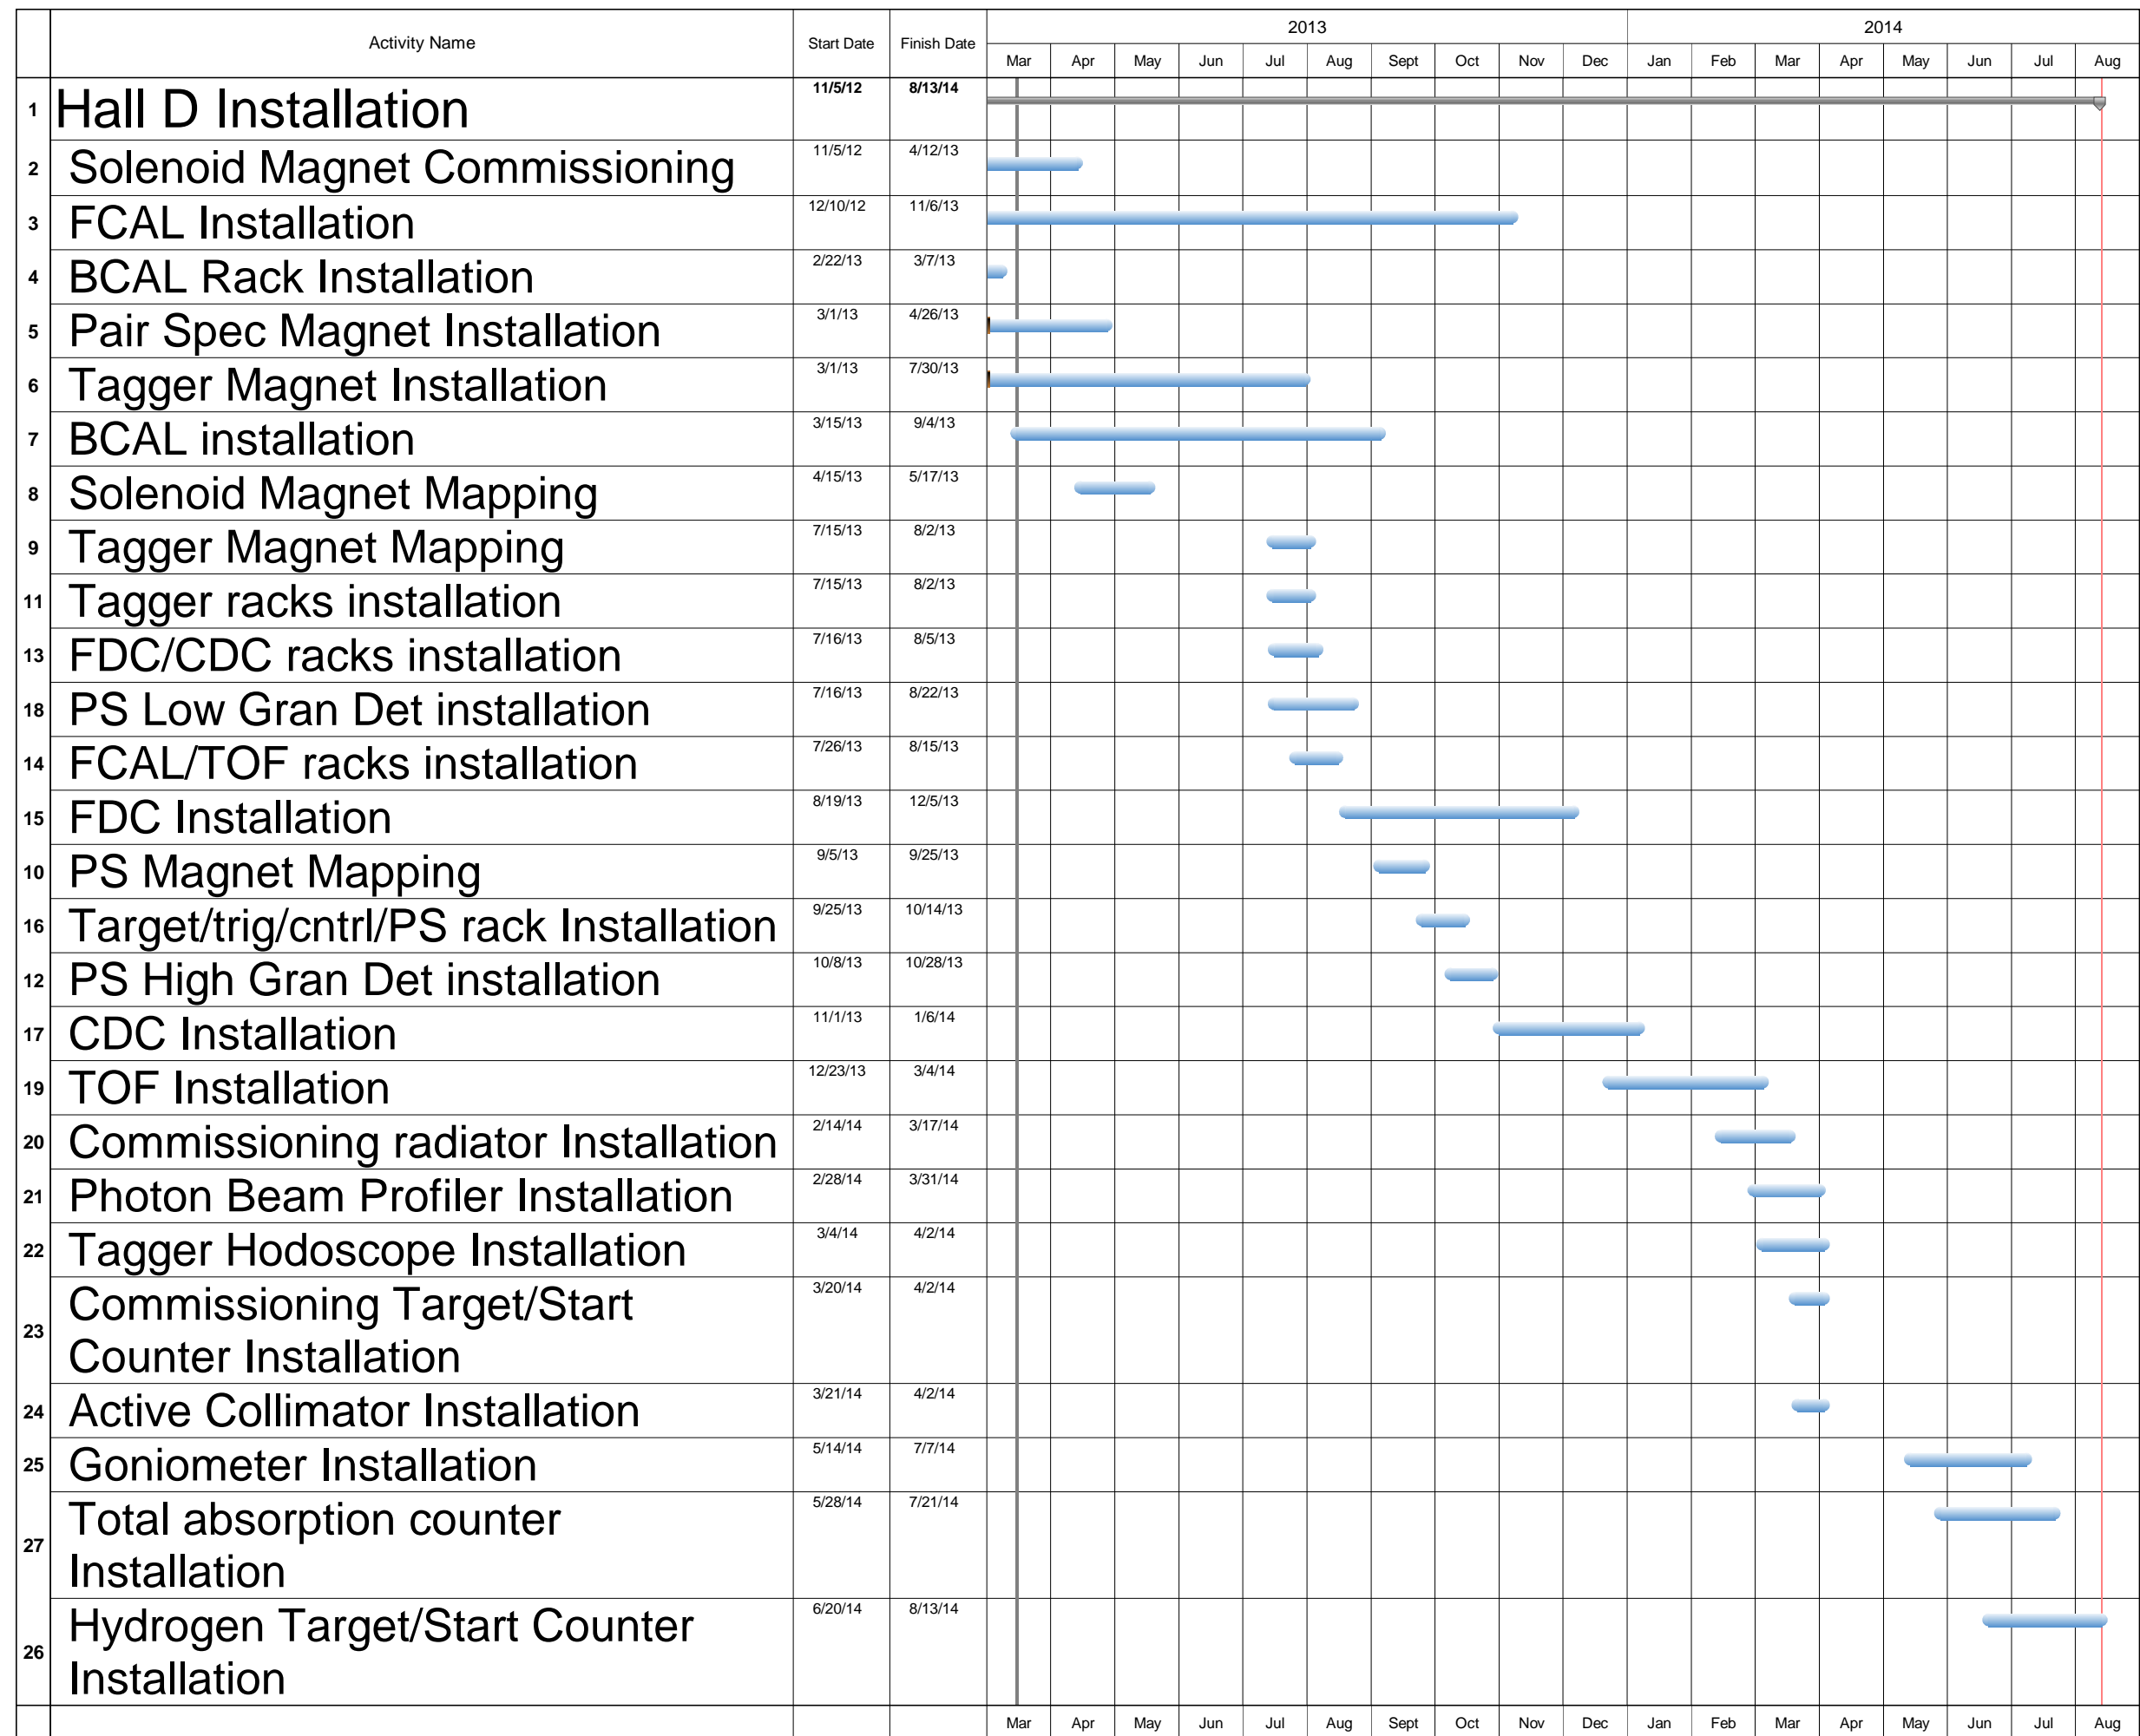 2013 2014
Activity Name Start Date Finish Date
Mar Apr May Jun Jul Aug Sept Oct Nov Dec Jan Feb Mar Apr May Jun Jul Aug
1 Hall D Installation 11/5/12 8/13/14
2 Solenoid Magnet Commissioning 11/5/12 4/12/13
3 FCAL Installation 12/10/12 11/6/13
4 BCAL Rack Installation 2/22/13 3/7/13
5 Pair Spec Magnet Installation 3/1/13 4/26/13
6 Tagger Magnet Installation 3/1/13 7/30/13
7 BCAL installation 3/15/13 9/4/13
8 Solenoid Magnet Mapping 4/15/13 5/17/13
9 Tagger Magnet Mapping 7/15/13 8/2/13
11 Tagger racks installation 7/15/13 8/2/13
13 FDC/CDC racks installation 7/16/13 8/5/13
18 PS Low Gran Det installation 7/16/13 8/22/13
14 FCAL/TOF racks installation 7/26/13 8/15/13
15 FDC Installation 8/19/13 12/5/13
10 PS Magnet Mapping 9/5/13 9/25/13
16 Target/trig/cntrl/PS rack Installation 9/25/13 10/14/13
12 PS High Gran Det installation 10/8/13 10/28/13
17 CDC Installation 11/1/13 1/6/14
19 TOF Installation 12/23/13 3/4/14
20 Commissioning radiator Installation 2/14/14 3/17/14
21 Photon Beam Profiler Installation 2/28/14 3/31/14
22 Tagger Hodoscope Installation 3/4/14 4/2/14
23 Commissioning Target/Start 3/20/14 4/2/14
Counter Installation
24 Active Collimator Installation 3/21/14 4/2/14
25 Goniometer Installation 5/14/14 7/7/14
27 Total absorption counter 5/28/14 7/21/14
Installation
26 Hydrogen Target/Start Counter 6/20/14 8/13/14
Installation
Mar Apr May Jun Jul Aug Sept Oct Nov Dec Jan Feb Mar Apr May Jun Jul Aug